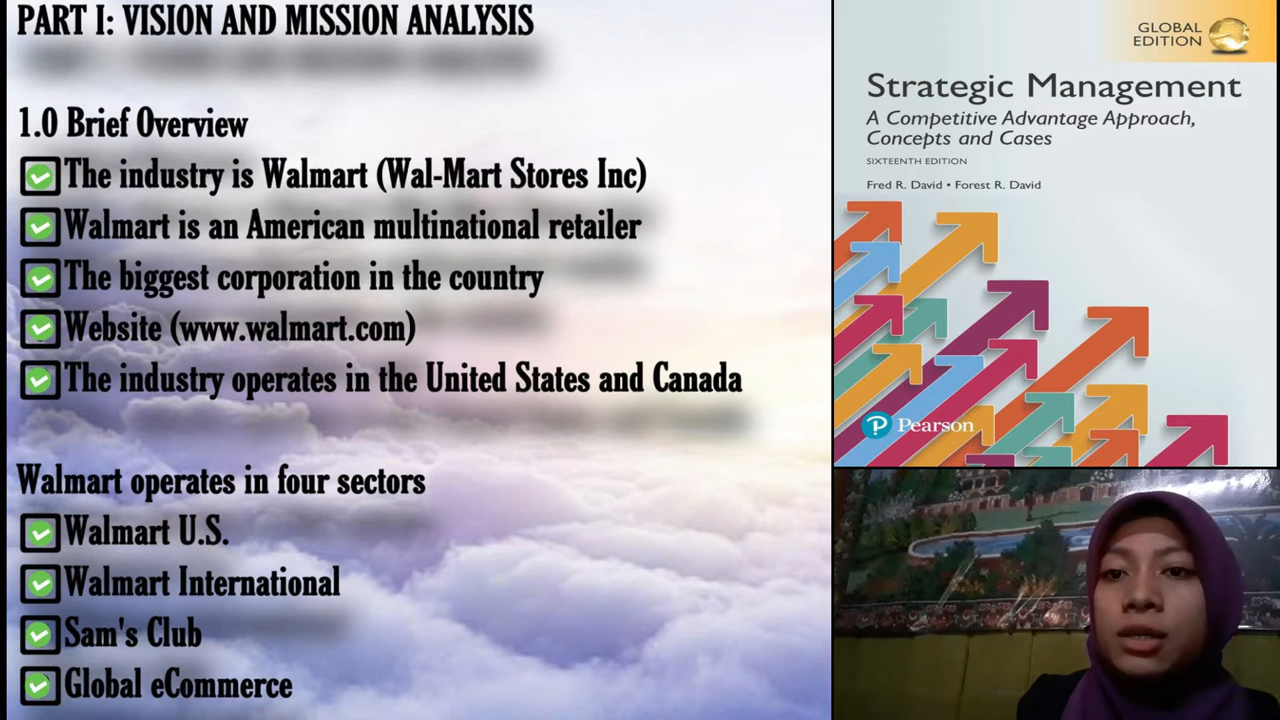 PART I: VISION AND MISSION ANALYSIS
1.0 Brief Overview
The industry is Walmart (Wal-Mart Stores Inc)
Walmart is an American multinational retailer
The biggest corporation in the country
Website (www.walmart.com)
The industry operates in the United States and Canada
Walmart operates in four sectors
Walmart U.S.
Walmart International
Sam's Club
Global eCommerce
GLOBAL
EDITION
Strategic Management
A Competitive Advantage Approach,
Concepts and Cases
SIXTEENTH EDITION
Fred R. David • Forest R. David
Pearson